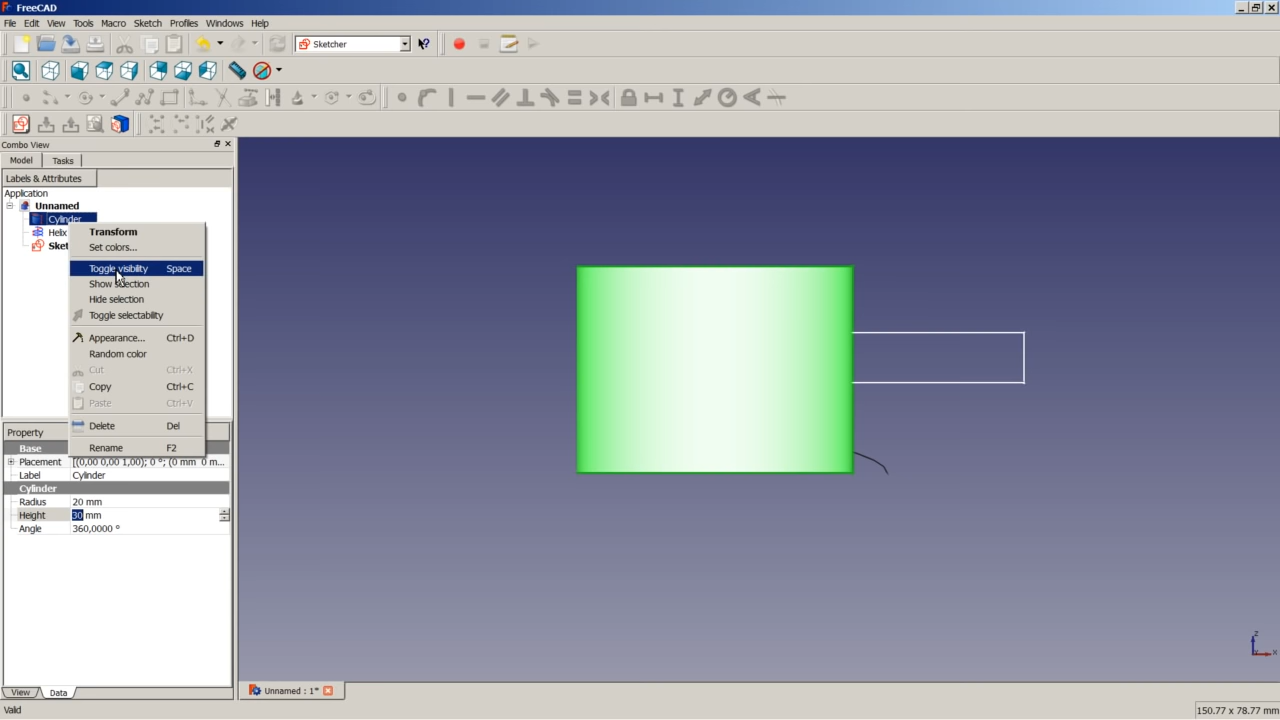 FreeCAD
File Edit View Tools Macro Sketch Profiles Windows Help
Sketcher
Combo View
Model Tasks
Labels & Attributes
Application
Unnamed
Cylinder
Helix
Sket
Transform
Set colors...
Toggle visibility Space
Show selection
Hide selection
Toggle selectability
Appearance... Ctrl+D
Random color
Cut Ctrl+X
Copy Ctrl+C
Paste Ctrl+V
Delete Del
Rename F2
Property
Base
Placement [(0,00 0,00 1,00); 0 °; (0 mm 0 m...
Label Cylinder
Cylinder
Radius 20 mm
Height 30 mm
Angle 360,0000 °
z
x
View Data
Unnamed : 1*
Valid
150.77 x 78.77 mm